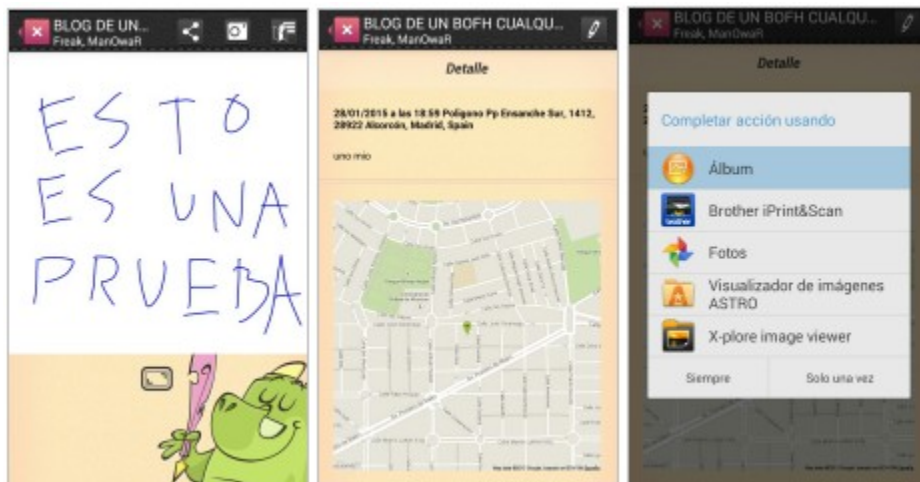 BLOG DE UN...
Freak, ManOwaR
ESTO
ES UNA
PRUEBA
BLOG DE UN BOFH CUALQU...
Freak, ManOwaR
Detalle
28/01/2015 a las 18:59 Poligono Pp Ensanche Sur, 1412,
28922 Alcorcón, Madrid, Spain
uno mio
BLOG DE UN BOFH CUALQU...
Freak, ManOwaR
Detalle
Completar acción usando
Álbum
Brother iPrint&Scan
Fotos
Visualizador de imágenes
ASTRO
X-plore image viewer
Siempre
Solo una vez